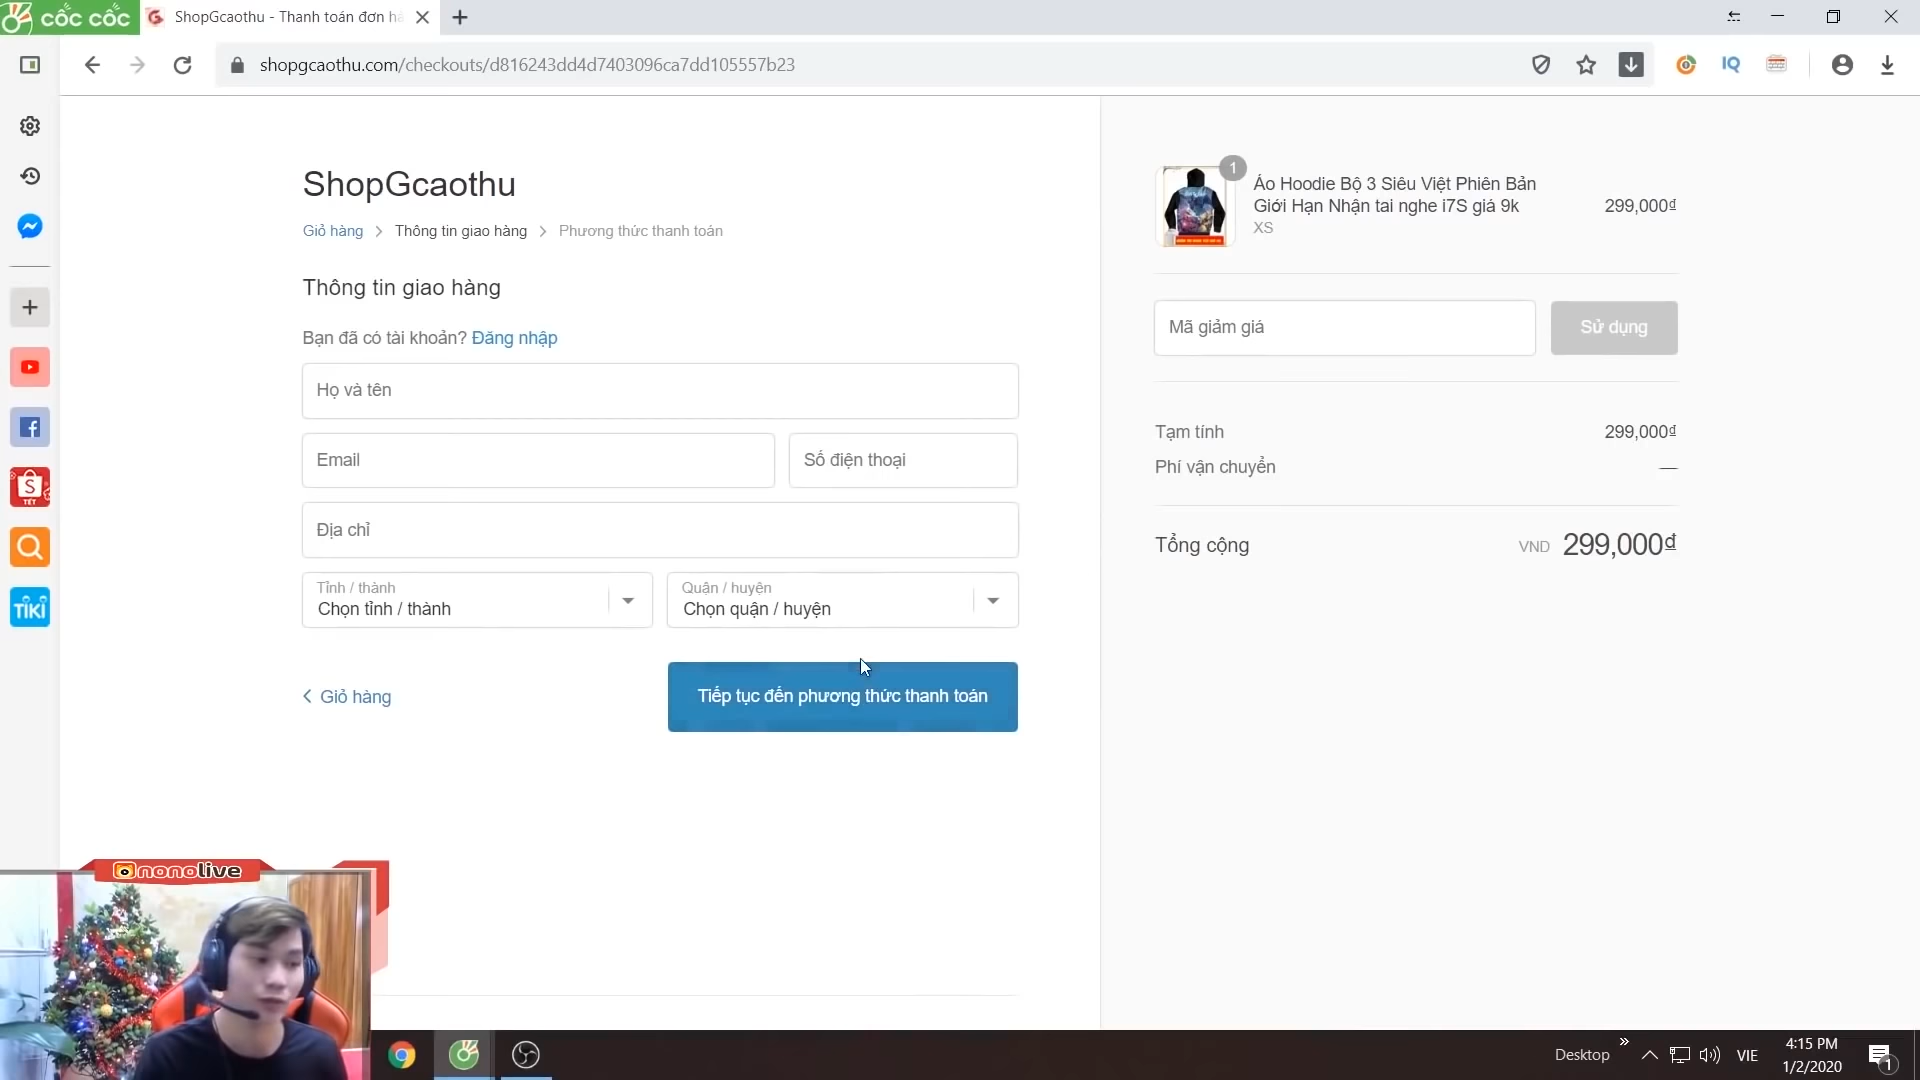 cốc cốc
ShopGcaothu - Thanh toán đơn hà
shopgcaothu.com/checkouts/d816243dd4d7403096ca7dd105557b23
IQ
ShopGcaothu
Giỏ hàng
Thông tin giao hàng
Phương thức thanh toán
Thông tin giao hàng
Bạn đã có tài khoản? Đăng nhập
Họ và tên
Email
Số điện thoại
Địa chỉ
Tỉnh / thành
Chọn tỉnh / thành
Quận / huyện
Chọn quận / huyện
Giỏ hàng
Tiếp tục đến phương thức thanh toán
1
Áo Hoodie Bộ 3 Siêu Việt Phiên Bản
Giới Hạn Nhận tai nghe i7S giá 9k
299,000₫
XS
Mã giảm giá
Sử dụng
Tạm tính
299,000₫
Phí vận chuyển
—
Tổng cộng
VND 299,000₫
S
TẾT
TIKI
nonolive
Desktop
VIE
4:15 PM
1/2/2020
1